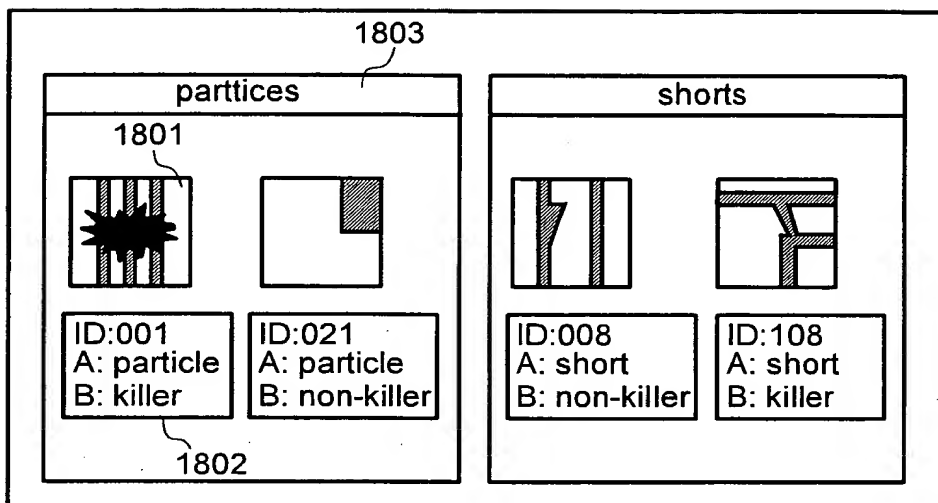 1803
parttices
shorts
1801
ID:001
A: particle
B: killer
ID:021
A: particle
B: non-killer
ID:008
A: short
B: non-killer
ID:108
A: short
B: killer
1802